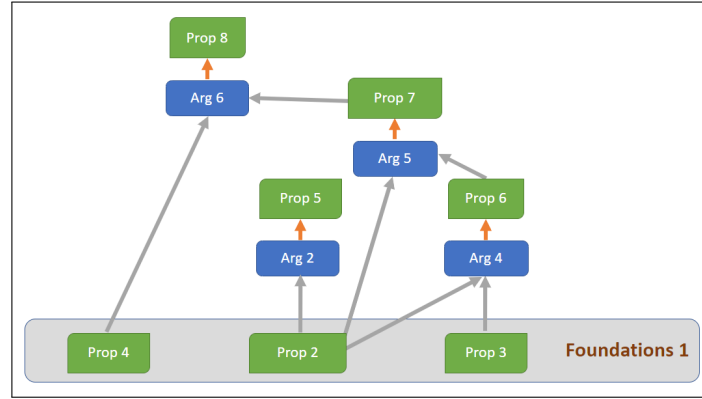 Prop 8
Arg 6
Prop 7
Arg 5
Prop 5
Prop 6
Arg 2
Arg 4
Prop 4
Prop 2
Prop 3
Foundations 1